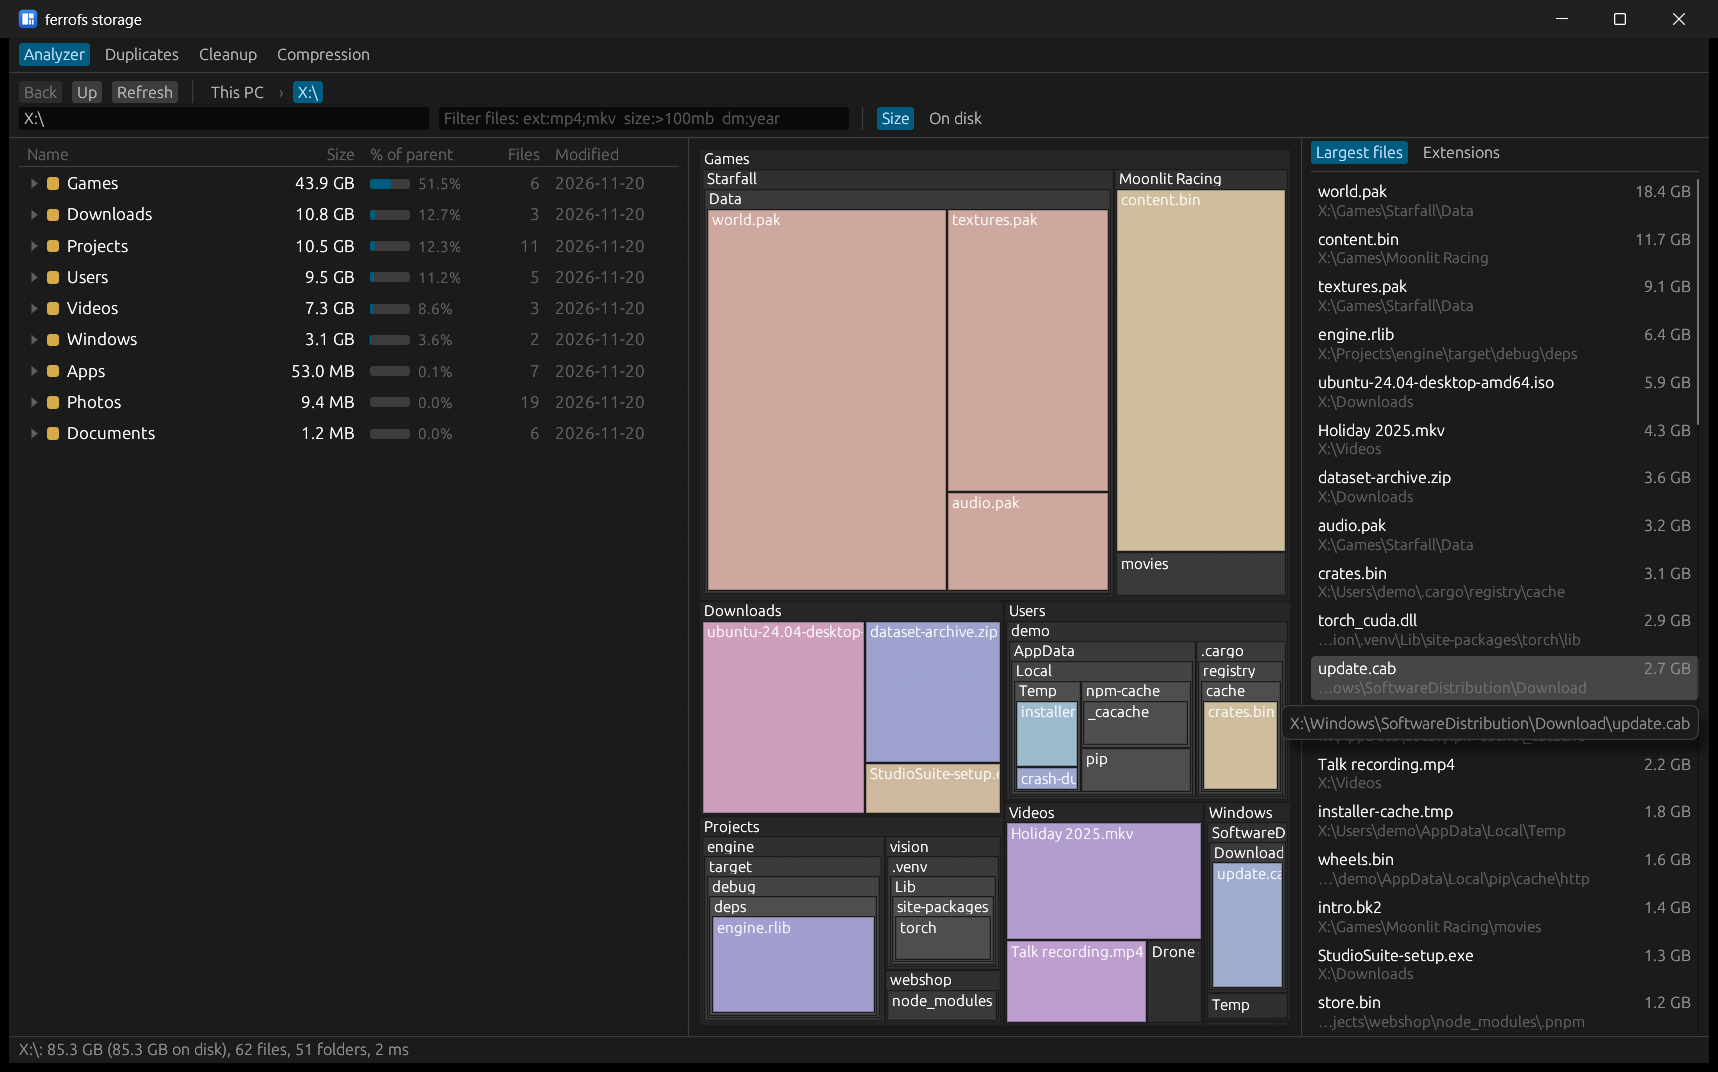 ferrofs storage
Analyzer Duplicates Cleanup Compression
Back Up Refresh This PC › X:\
X:\ Filter files: ext:mp4;mkv size:>100mb dm:year Size On disk
Name Size % of parent Files Modified
Games 43.9 GB 51.5% 6 2026-11-20
Downloads 10.8 GB 12.7% 3 2026-11-20
Projects 10.5 GB 12.3% 11 2026-11-20
Users 9.5 GB 11.2% 5 2026-11-20
Videos 7.3 GB 8.6% 3 2026-11-20
Windows 3.1 GB 3.6% 2 2026-11-20
Apps 53.0 MB 0.1% 7 2026-11-20
Photos 9.4 MB 0.0% 19 2026-11-20
Documents 1.2 MB 0.0% 6 2026-11-20
Games
Starfall
Data
world.pak
textures.pak
audio.pak
Moonlit Racing
content.bin
movies
Downloads
ubuntu-24.04-desktop-
dataset-archive.zip
StudioSuite-setup.
Users
demo
AppData
Local
Temp
installer
crash-du
npm-cache
_cacache
pip
.cargo
registry
cache
crates.bin
Projects
engine
target
debug
deps
engine.rlib
vision
.venv
Lib
site-packages
torch
webshop
node_modules
Videos
Holiday 2025.mkv
Talk recording.mp4
Drone
Windows
SoftwareD
Download
update.ca
Temp
Largest files Extensions
world.pak 18.4 GB
X:\Games\Starfall\Data
content.bin 11.7 GB
X:\Games\Moonlit Racing
textures.pak 9.1 GB
X:\Games\Starfall\Data
engine.rlib 6.4 GB
X:\Projects\engine\target\debug\deps
ubuntu-24.04-desktop-amd64.iso 5.9 GB
X:\Downloads
Holiday 2025.mkv 4.3 GB
X:\Videos
dataset-archive.zip 3.6 GB
X:\Downloads
audio.pak 3.2 GB
X:\Games\Starfall\Data
crates.bin 3.1 GB
X:\Users\demo\.cargo\registry\cache
torch_cuda.dll 2.9 GB
…ion\.venv\Lib\site-packages\torch\lib
update.cab 2.7 GB
…ows\SoftwareDistribution\Download
X:\Windows\SoftwareDistribution\Download\update.cab
Talk recording.mp4 2.2 GB
X:\Videos
installer-cache.tmp 1.8 GB
X:\Users\demo\AppData\Local\Temp
wheels.bin 1.6 GB
…\demo\AppData\Local\pip\cache\http
intro.bk2 1.4 GB
X:\Games\Moonlit Racing\movies
StudioSuite-setup.exe 1.3 GB
X:\Downloads
store.bin 1.2 GB
…jects\webshop\node_modules\.pnpm
X:\: 85.3 GB (85.3 GB on disk), 62 files, 51 folders, 2 ms